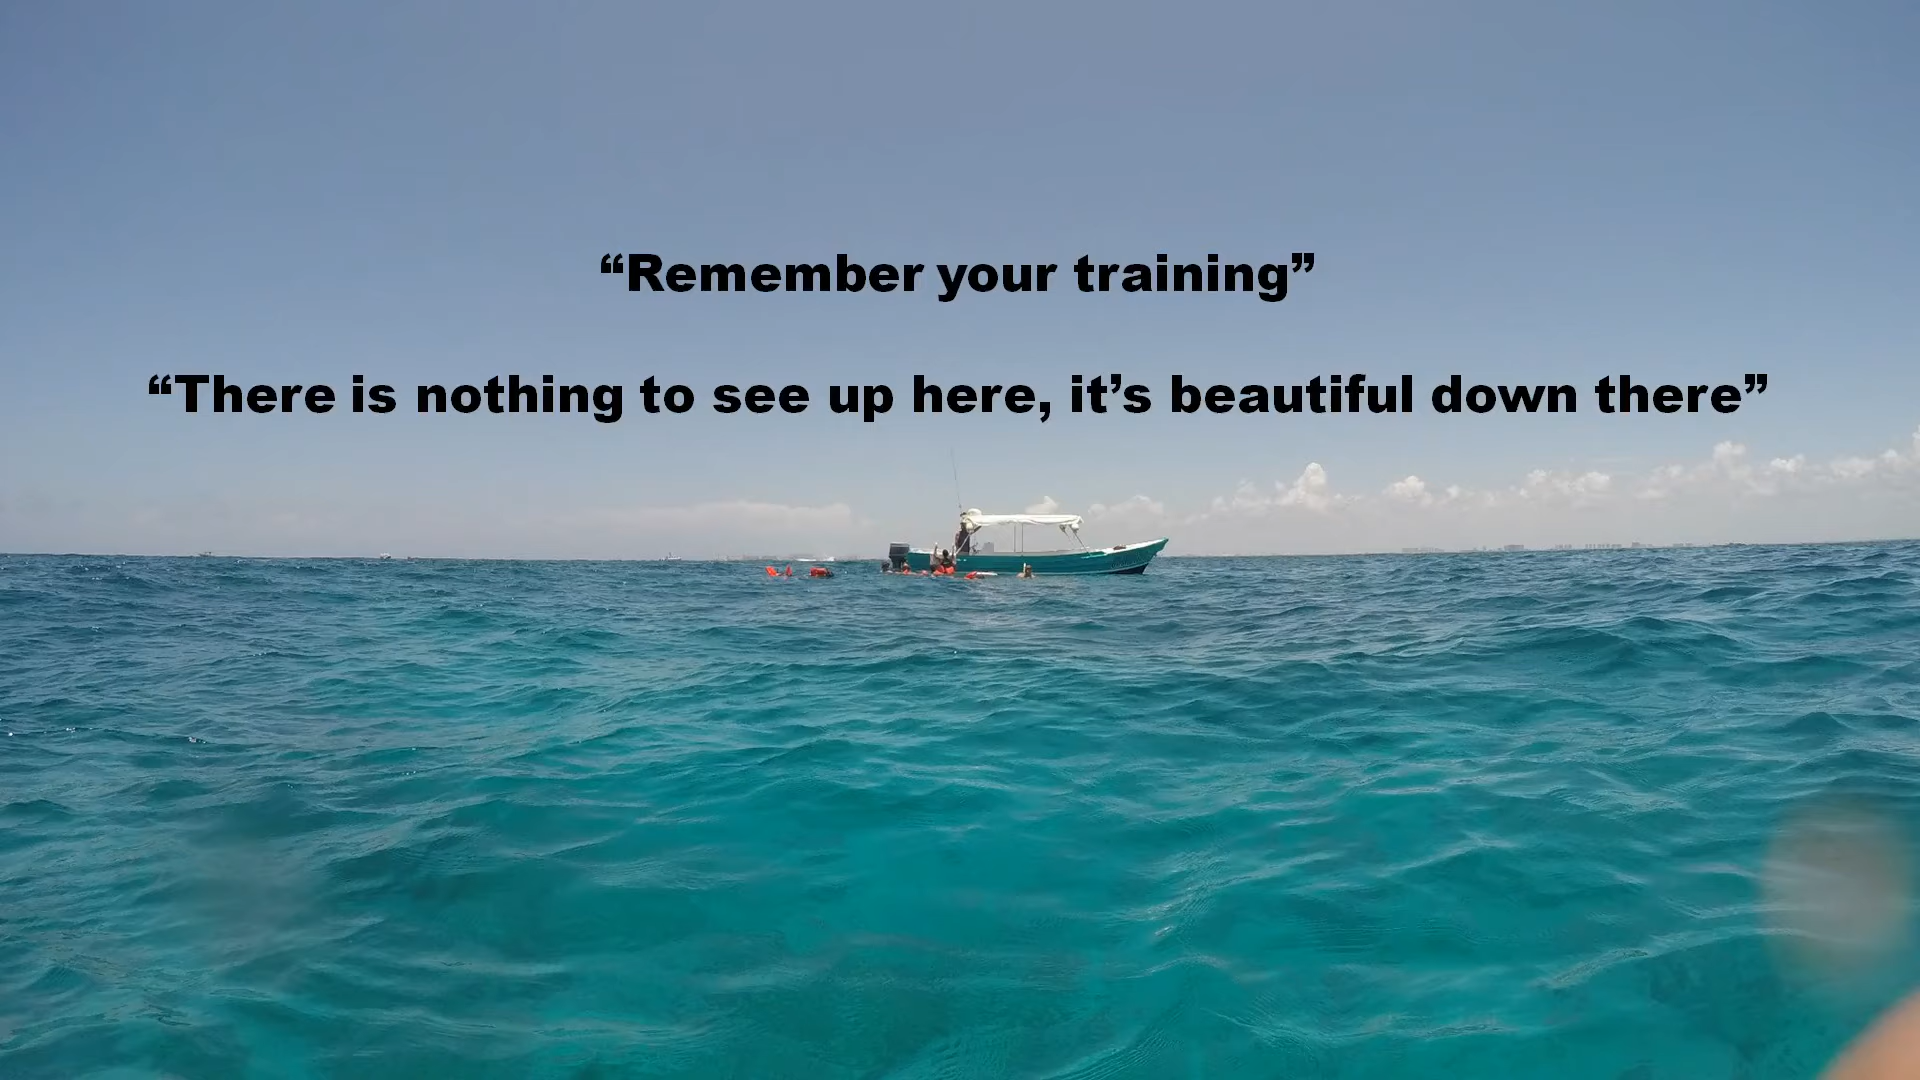 “Remember your training”
“There is nothing to see up here, it’s beautiful down there”